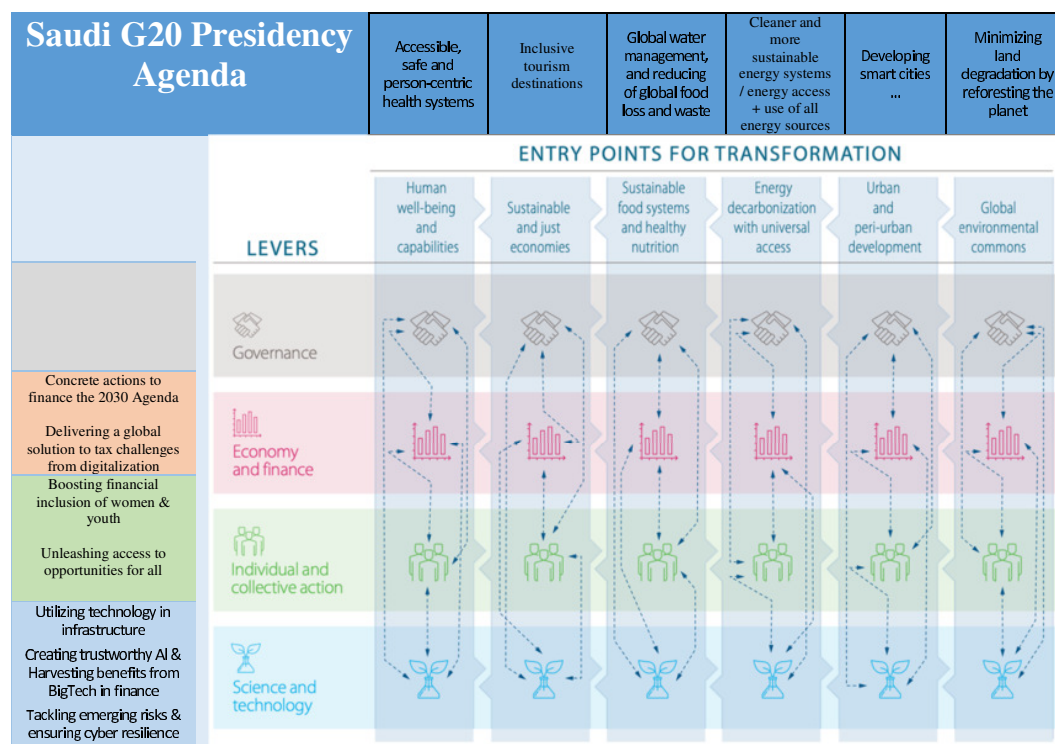 Saudi G20 Presidency
Agenda
Accessible,
safe and
person-centric
health systems
Inclusive
tourism
destinations
Global water
management,
and reducing
of global food
loss and waste
Cleaner and
more
sustainable
energy systems
/ energy access
+ use of all
energy sources
Developing
smart cities
...
Minimizing
land
degradation by
reforesting the
planet
ENTRY POINTS FOR TRANSFORMATION
LEVERS
Human
well-being
and
capabilities
Sustainable
and just
economies
Sustainable
food systems
and healthy
nutrition
Energy
decarbonization
with universal
access
Urban
and
peri-urban
development
Global
environmental
commons
Governance
Concrete actions to
finance the 2030 Agenda
Delivering a global
solution to tax challenges
from digitalization
Economy
and finance
Boosting financial
inclusion of women &
youth
Unleashing access to
opportunities for all
Individual and
collective action
Utilizing technology in
infrastructure
Creating trustworthy AI &
Harvesting benefits from
BigTech in finance
Tackling emerging risks &
ensuring cyber resilience
Science and
technology